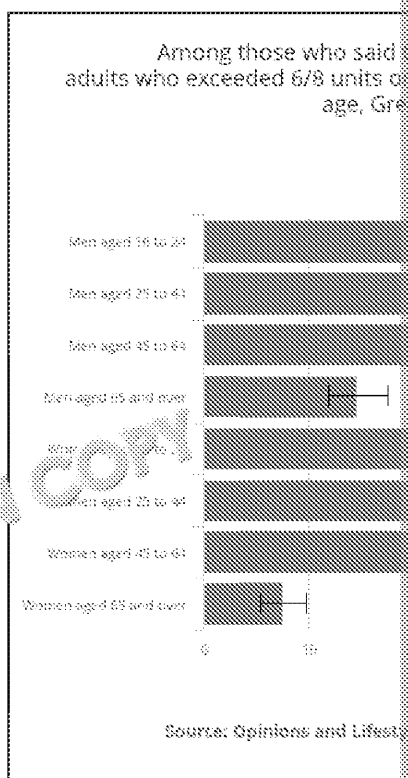 Among those who said
adults who exceeded 6/8 units o
age, Gre
Men aged 16 to 24
Men aged 25 to 44
Men aged 45 to 64
Men aged 65 and over
COPY
Women aged 25 to 44
Women aged 45 to 64
Women aged 65 and over
0
10
Source: Opinions and Lifest